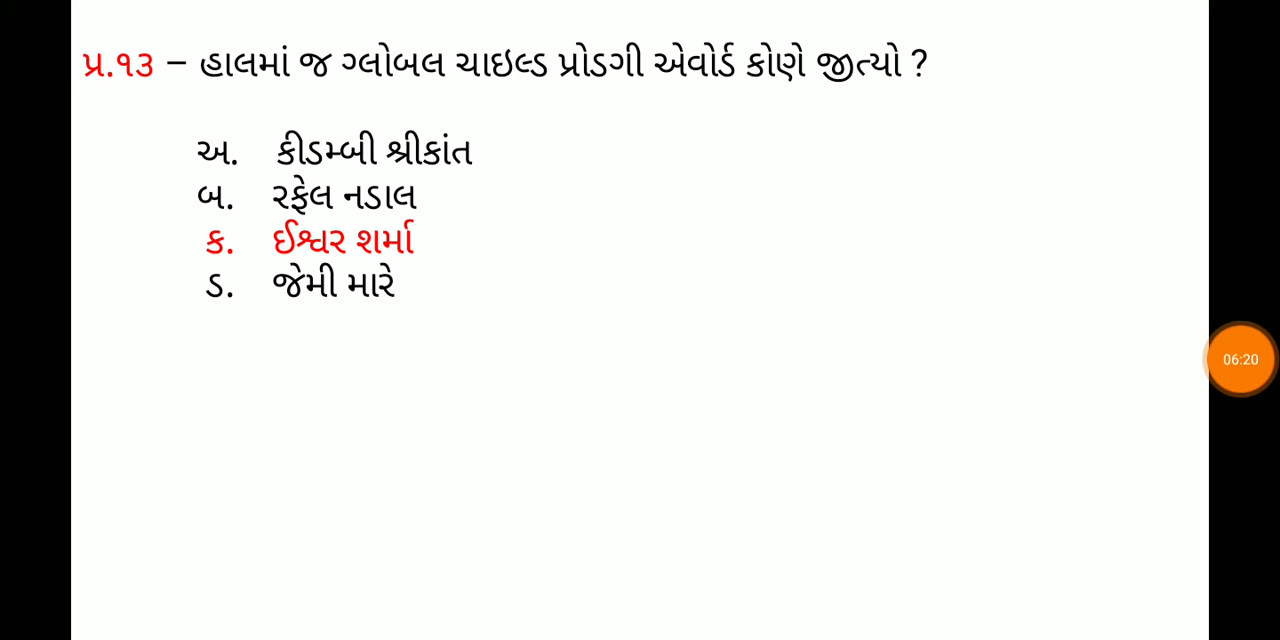 પ્ર.૧૩ – હાલમાં જ ગ્લોબલ ચાઇલ્ડ પ્રોડગી એવોર્ડ કોણે જીત્યો ?
અ. કીડમ્બી શ્રીકાંત
બ. રફેલ નડાલ
ક. ઈશ્વર શર્મા
ડ. જેમી મારે
06:20